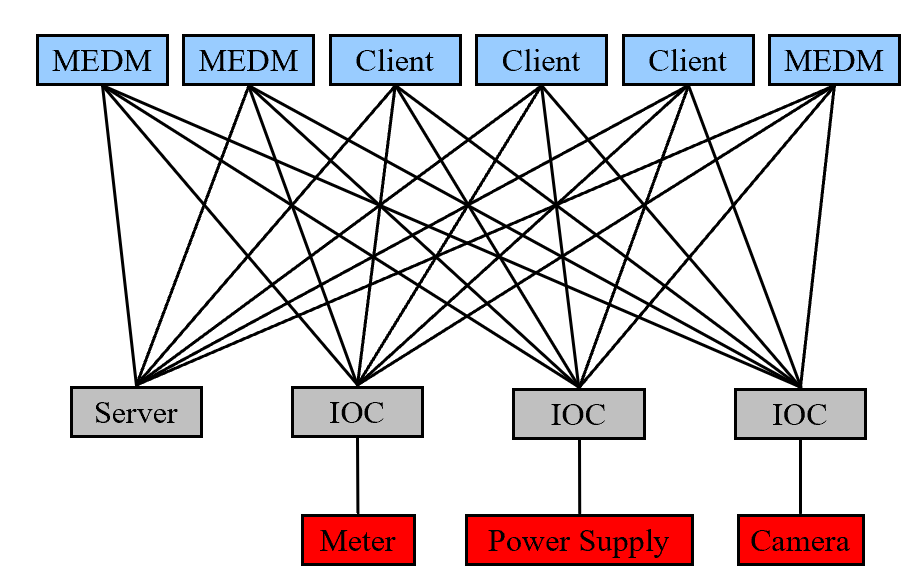 MEDM
MEDM
Client
Client
Client
MEDM
Server
IOC
IOC
IOC
Meter
Power Supply
Camera